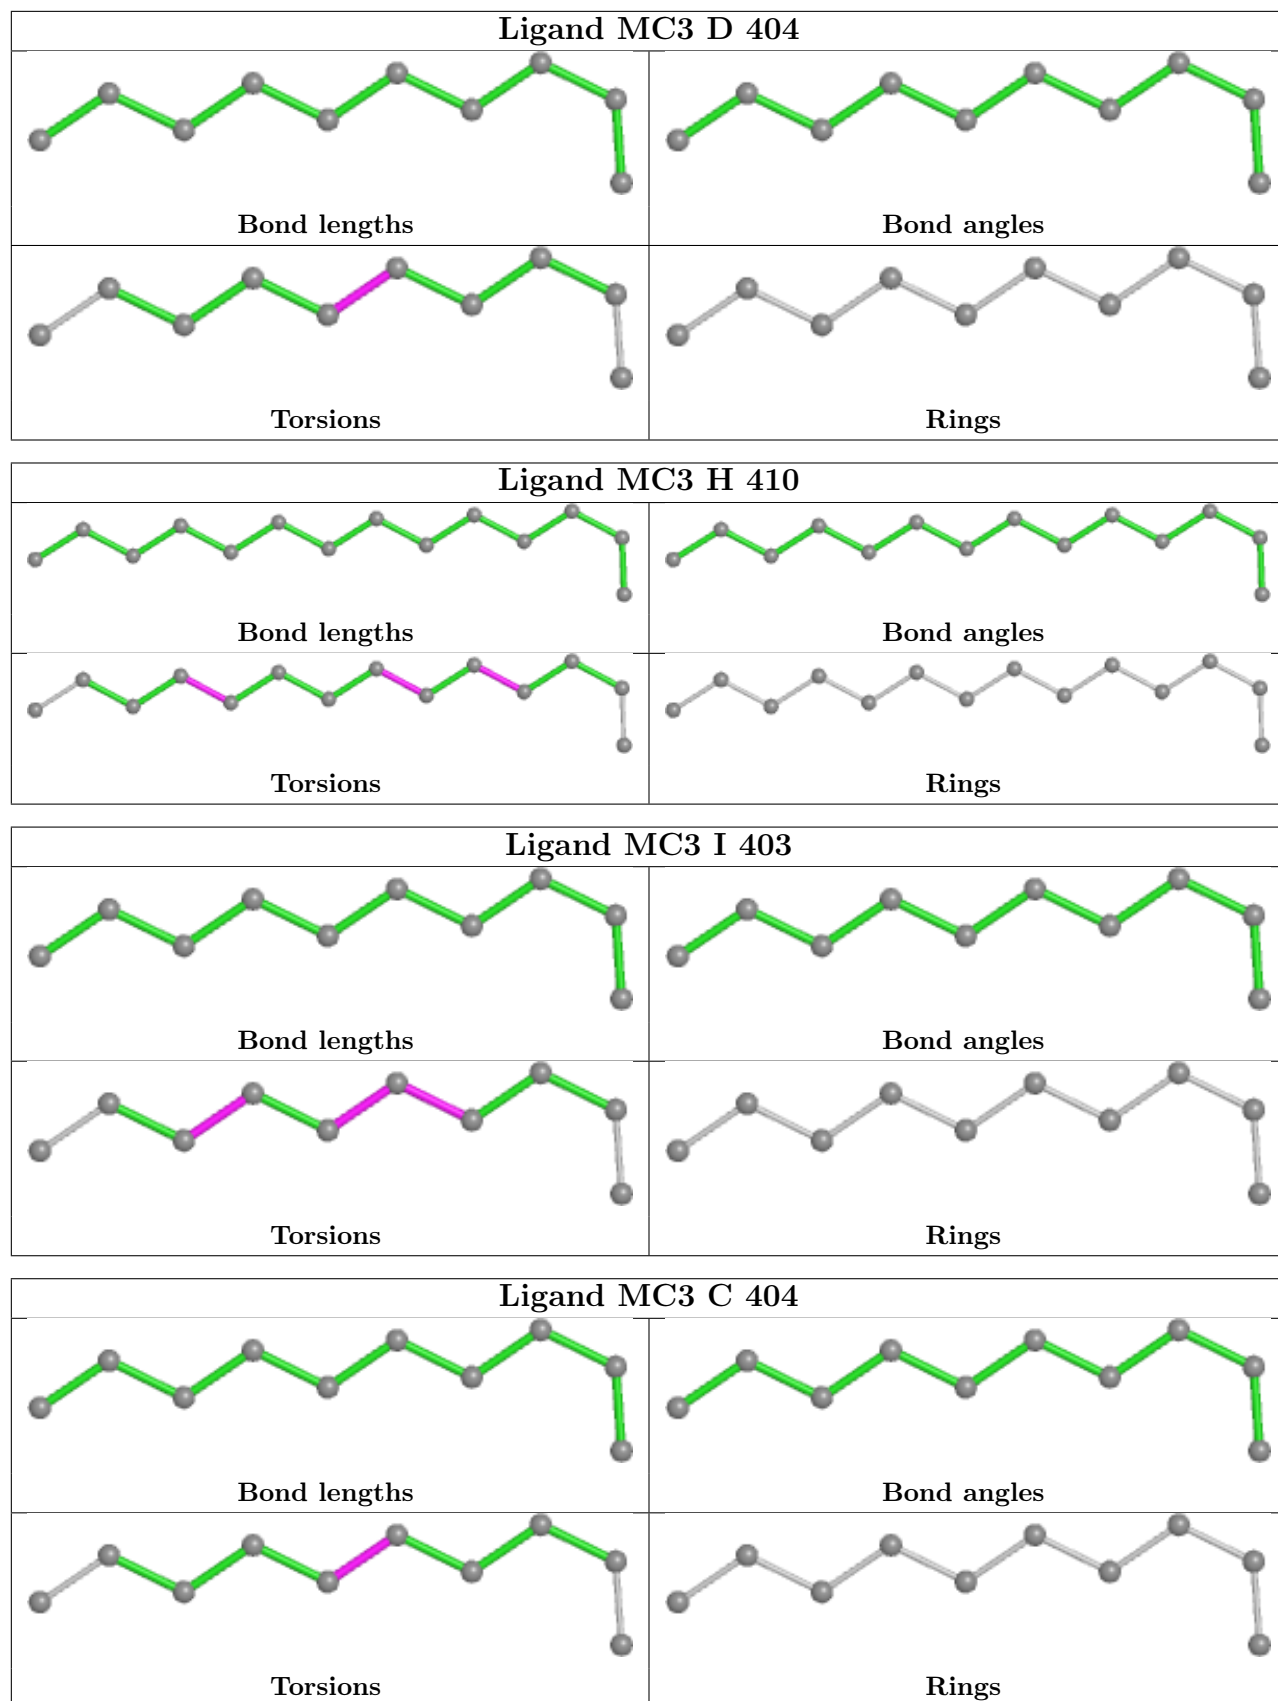 Ligand MC3 D 404
Bond lengths
Bond angles
Torsions
Rings
Ligand MC3 H 410
Bond lengths
Bond angles
Torsions
Rings
Ligand MC3 I 403
Bond lengths
Bond angles
Torsions
Rings
Ligand MC3 C 404
Bond lengths
Bond angles
Torsions
Rings